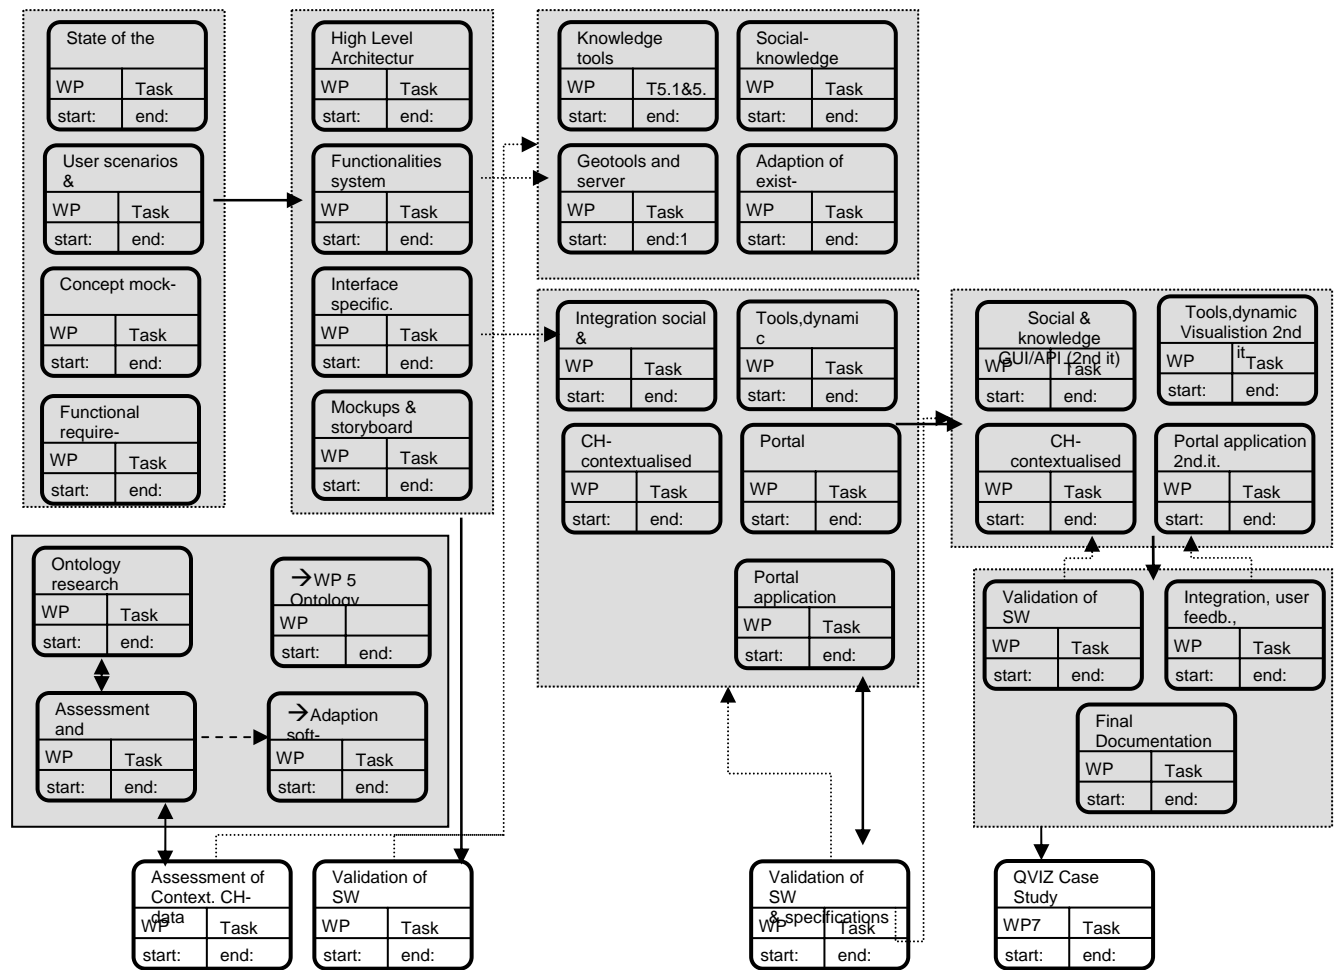 State of the
WP Task
start: end:
User scenarios
&
WP Task
start: end:
Concept mock-
WP Task
start: end:
Functional
require-
WP Task
start: end:
High Level
Architectur
WP Task
start: end:
Functionalities
system
WP Task
start: end:
Interface
specific.
WP Task
start: end:
Mockups &
storyboard
WP Task
start: end:
Knowledge
tools
WP T5.1&5.
start: end:
Social-
knowledge
WP Task
start: end:
Geotools and
server
WP Task
start: end:1
Adaption of
exist-
WP Task
start: end:
Integration social
&
WP Task
start: end:
Tools,dynami
c
WP Task
start: end:
CH-
contextualised
WP Task
start: end:
Portal
WP Task
start: end:
Portal
application
WP Task
start: end:
Social &
knowledge
GUI/API (2nd it)
WP Task
start: end:
Tools,dynamic
Visualistion 2nd
it
WP Task
start: end:
CH-
contextualised
WP Task
start: end:
Portal application
2nd.it.
WP Task
start: end:
Ontology
research
WP Task
start: end:
→WP 5
Ontology
WP
start: end:
Assessment
and
WP Task
start: end:
→Adaption
soft-
WP Task
start: end:
Validation of
SW
WP Task
start: end:
Integration, user
feedb.,
WP Task
start: end:
Final
Documentation
WP Task
start: end:
Assessment of
Context. CH-
data
WP Task
start: end:
Validation of
SW
WP Task
start: end:
Validation of
SW
& specifications
WP Task
start: end:
QVIZ Case
Study
WP7 Task
start: end: